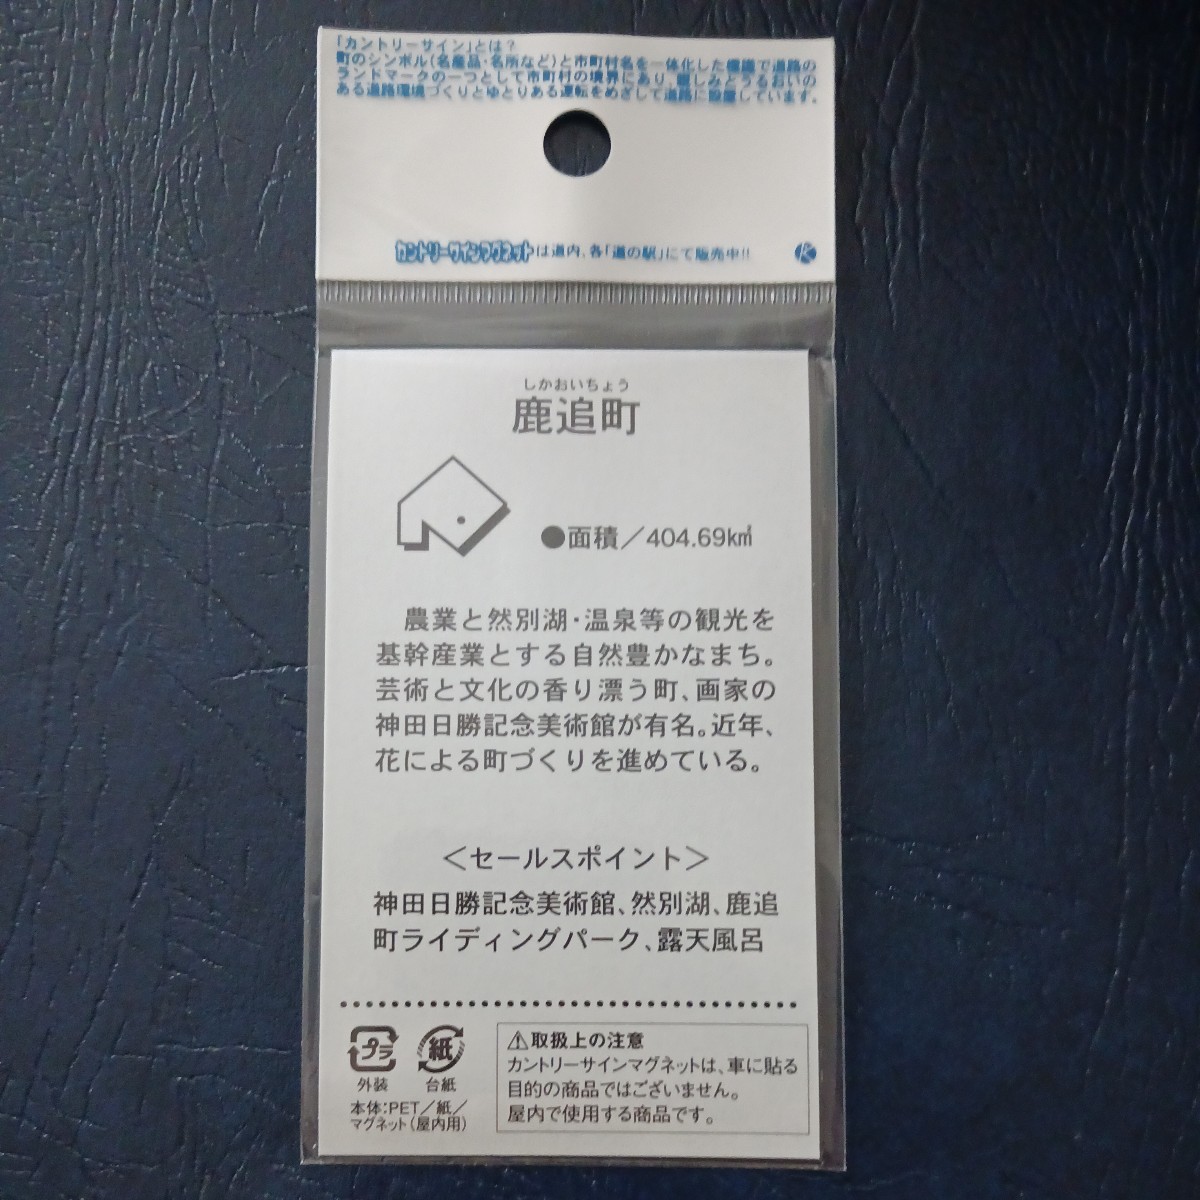 「カントリーサイン」とは?
町のシンボル(名産品・名所など)と市町村名を一体化した標識で道路の
ランドマークの一つとして市町村の境界にあり、親しみとうるおいの
ある道路環境づくりとゆとりある運転をめざして道路に設置しています。
カントリーサインマグネットは道内、各「道の駅」にて販売中!!
しかおいちょう
鹿追町
●面積/404.69k㎡
農業と然別湖・温泉等の観光を
基幹産業とする自然豊かなまち。
芸術と文化の香り漂う町、画家の
神田日勝記念美術館が有名。近年、
花による町づくりを進めている。
<セールスポイント>
神田日勝記念美術館、然別湖、鹿追
町ライディングパーク、露天風呂
プラ
外装
紙
台紙
本体:PET/紙/
マグネット(屋内用)
⚠取扱上の注意
カントリーサインマグネットは、車に貼る
目的の商品ではございません。
屋内で使用する商品です。